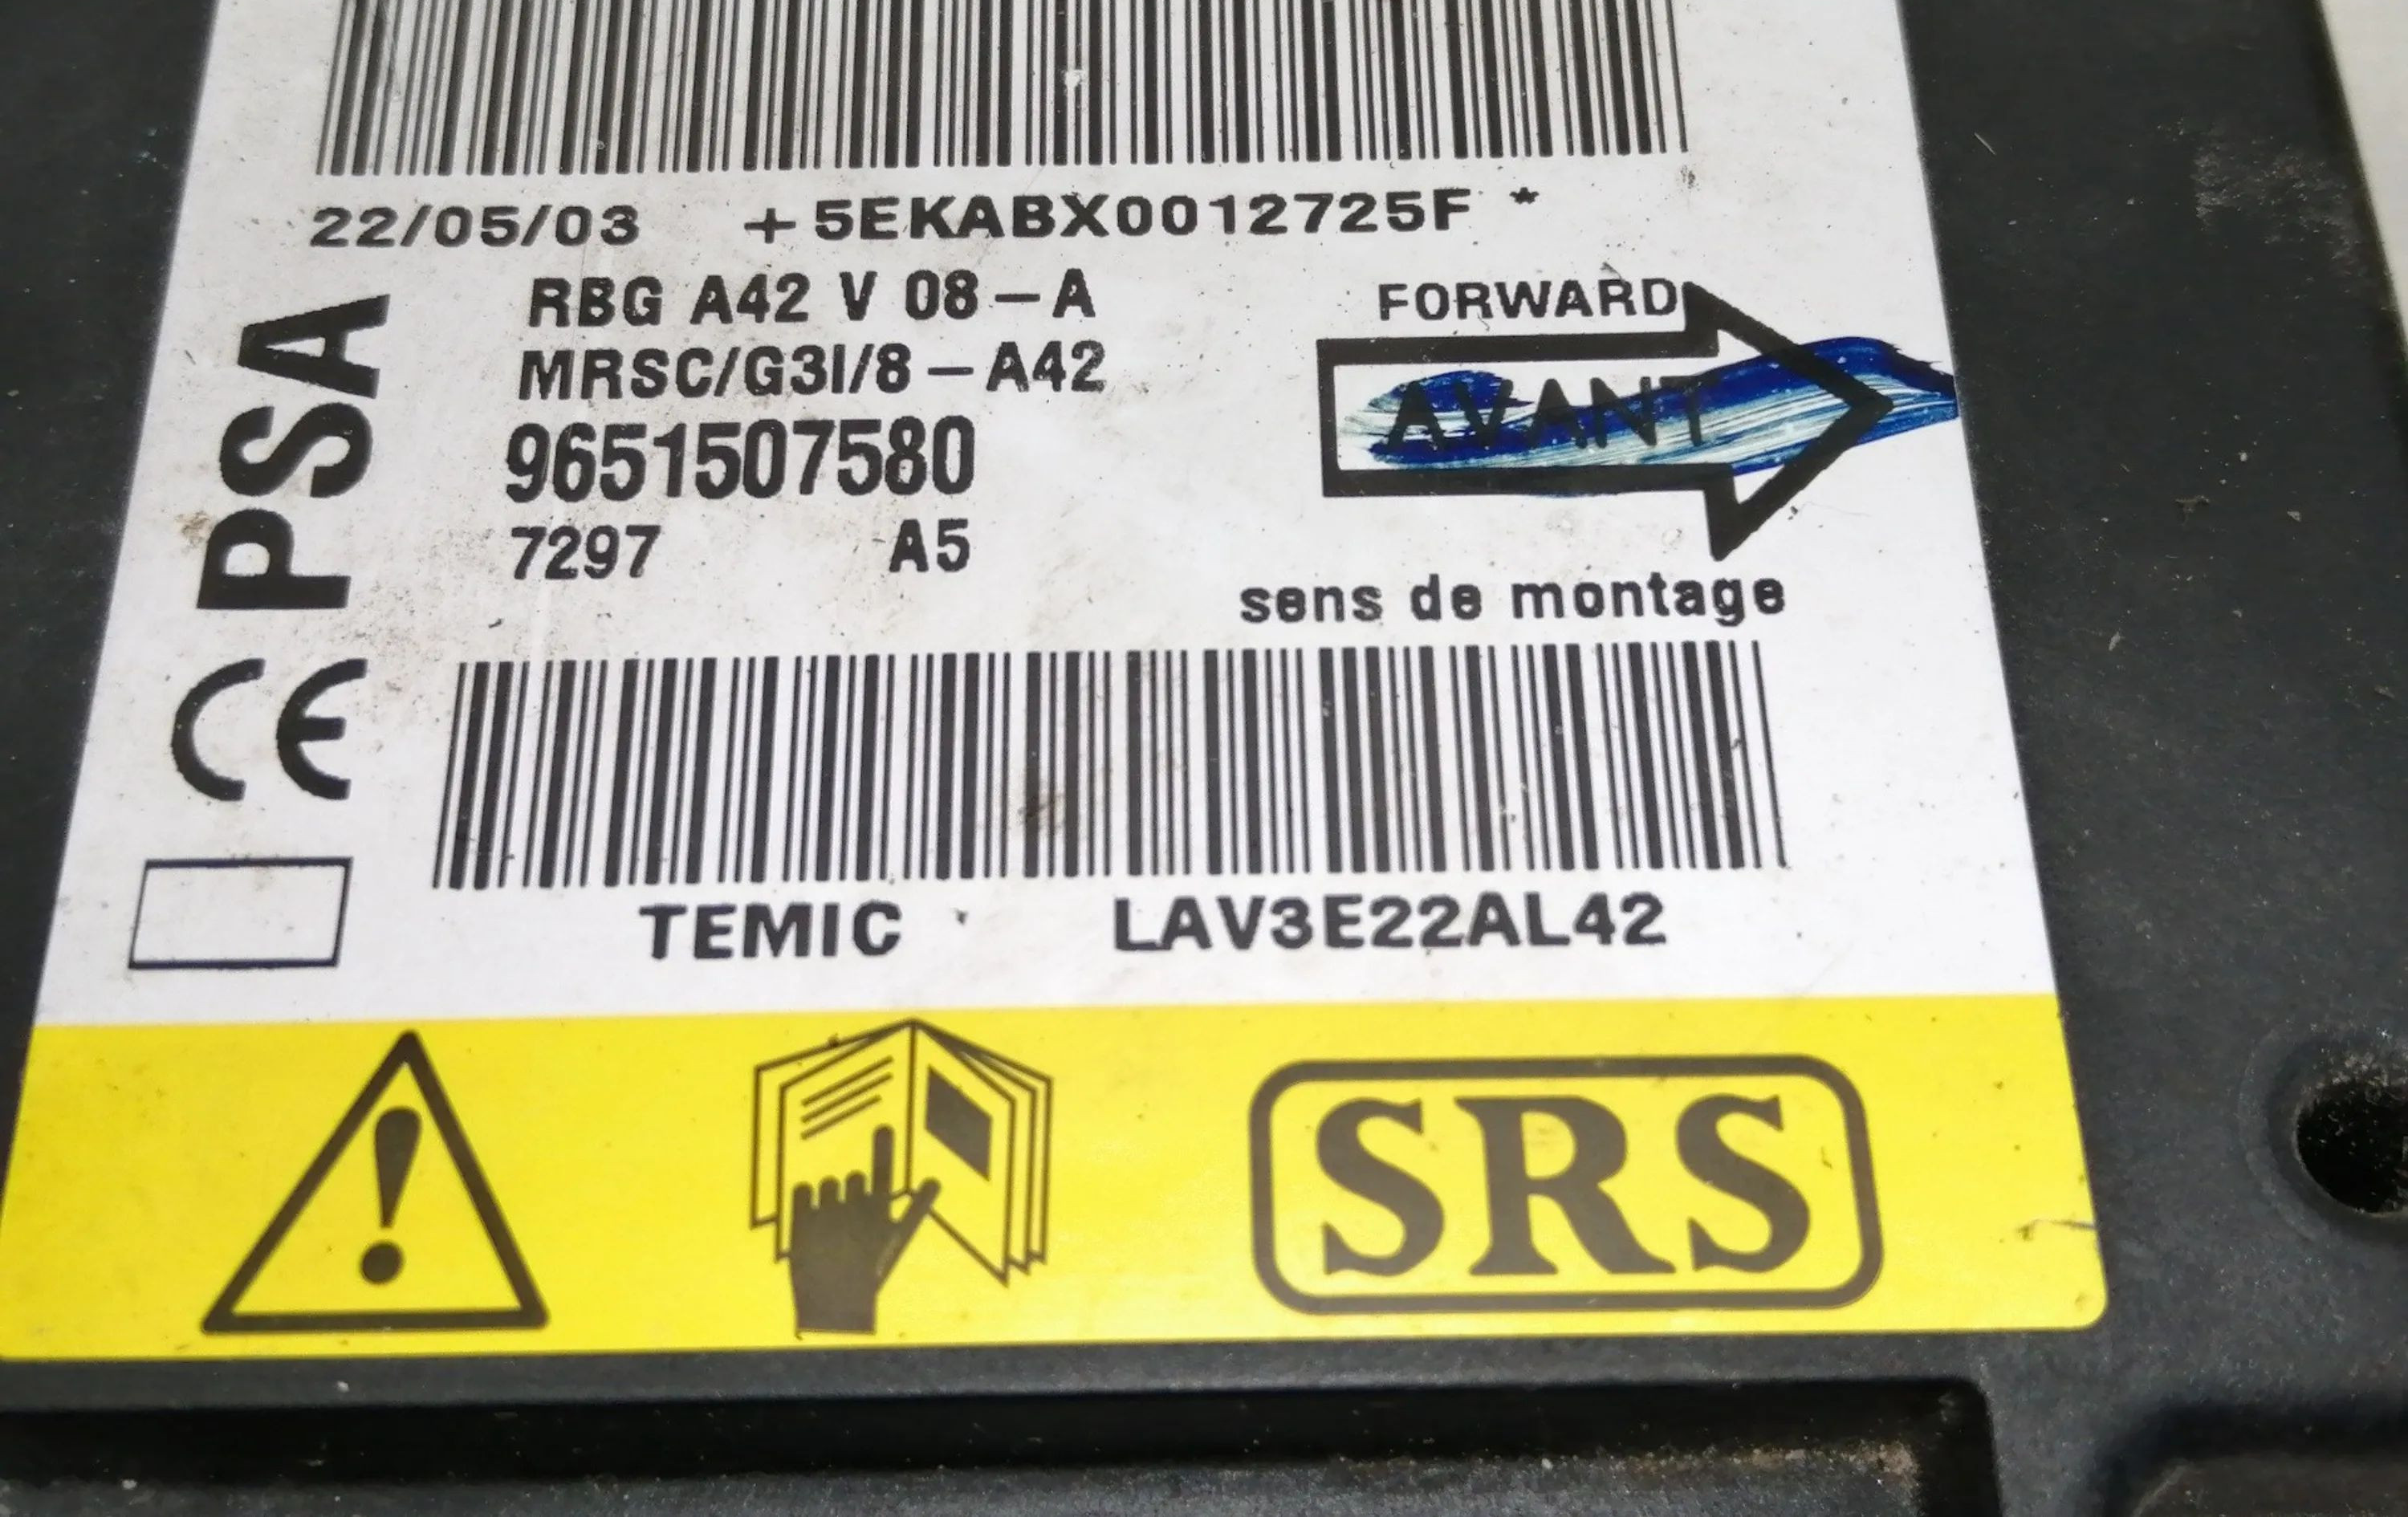 22/05/03 +5EKABX0012725F *
RBG A42 V 08-A
MRSC/G3I/8-A42
9651507580
7297 A5
PSA
CE
FORWARD
AVANT
sens de montage
TEMIC LAV3E22AL42
SRS